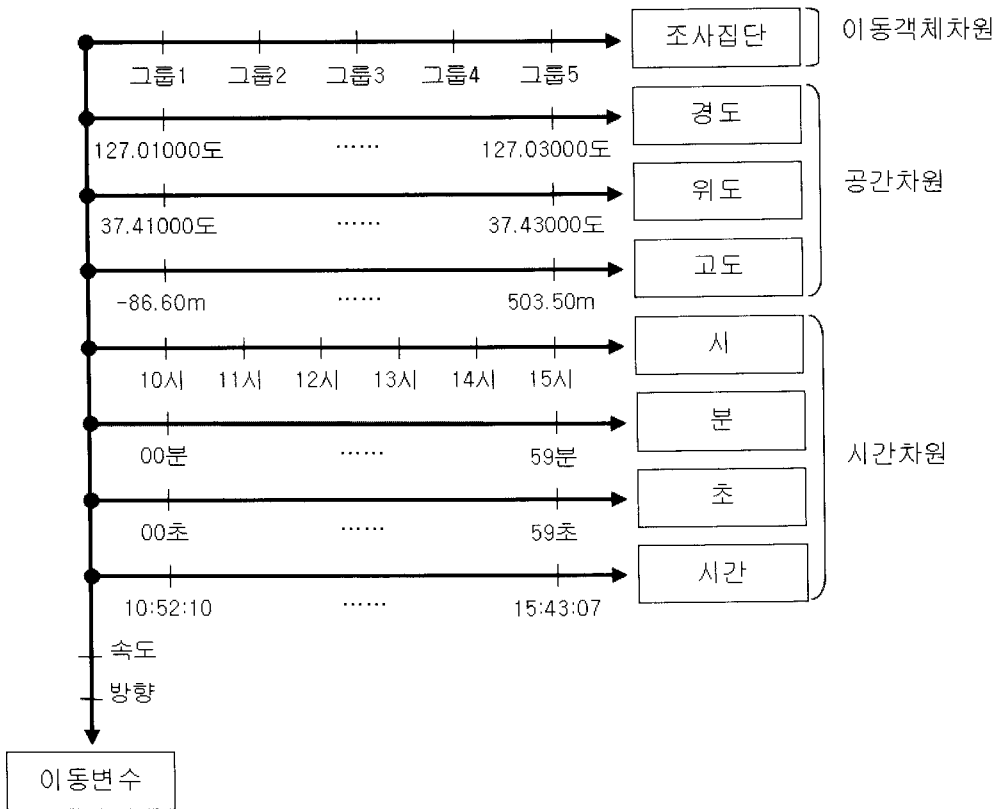 조사집단
이동객체차원
그룹1 그룹2 그룹3 그룹4 그룹5
경도
127.01000도 ...... 127.03000도
위도
공간차원
37.41000도 ...... 37.43000도
고도
-86.60m ...... 503.50m
시
10시 11시 12시 13시 14시 15시
분
00분 ...... 59분
시간차원
초
00초 ...... 59초
시간
10:52:10 ...... 15:43:07
속도
방향
이동변수